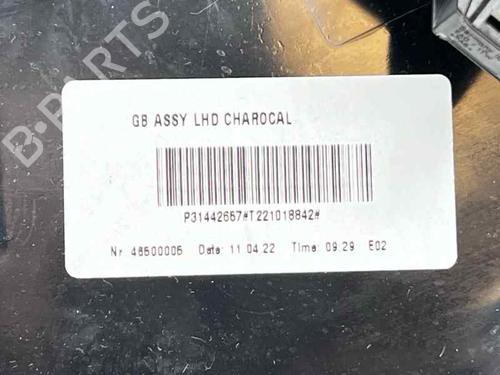 B-PARTS
GB ASSY LHD CHAROCAL
P31442657#T221018842#
Nr 46500005 Date: 11 04 22 Time: 09.29 E02